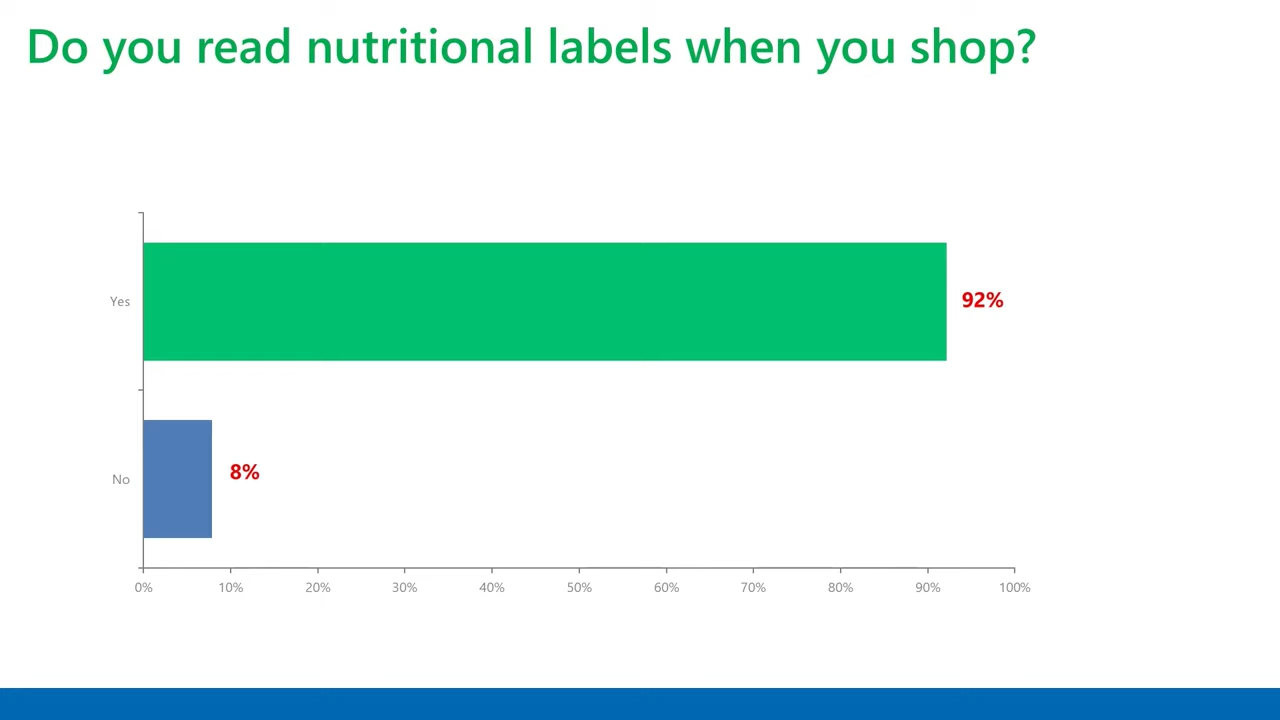 Do you read nutritional labels when you shop?
Yes
92%
No
8%
0% 10% 20% 30% 40% 50% 60% 70% 80% 90% 100%